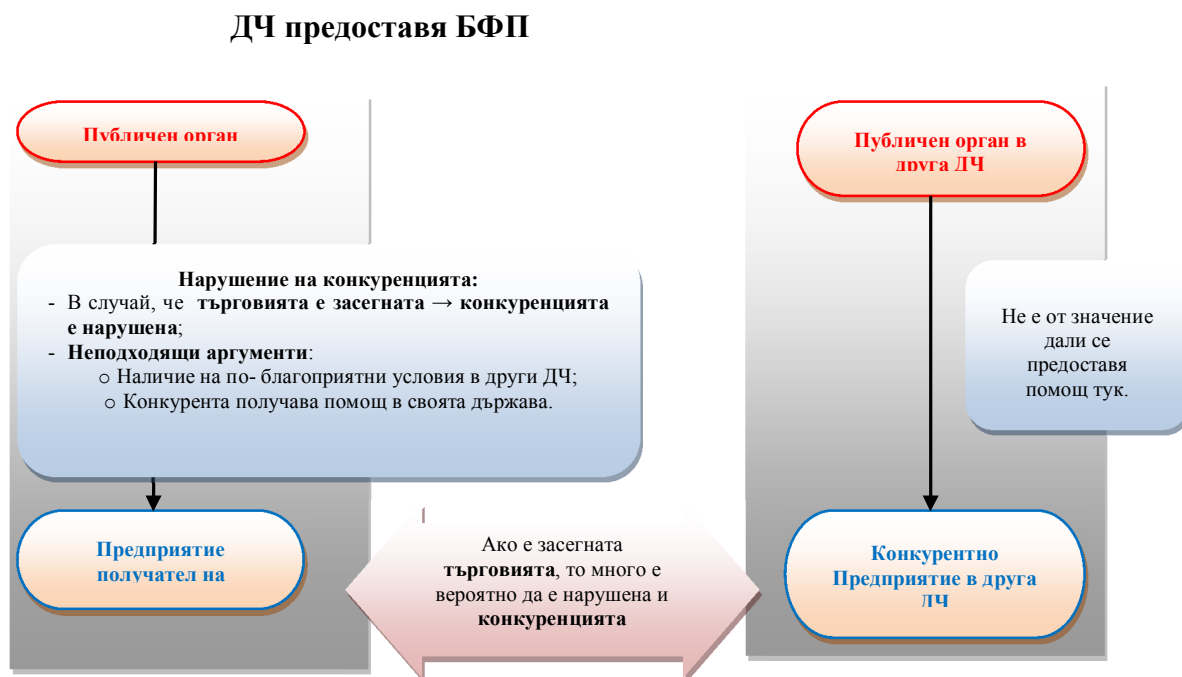 ДЧ предоставя БФП
Публичен орган
Публичен орган в
друга ДЧ
Нарушение на конкуренцията:
- В случай, че търговията е засегната → конкуренцията
е нарушена;
- Неподходящи аргументи:
o Наличие на по- благоприятни условия в други ДЧ;
o Конкурента получава помощ в своята държава.
Не е от значение
дали се
предоставя
помощ тук.
Предприятие
получател на
Ако е засегната
търговията, то много е
вероятно да е нарушена и
конкуренцията
Конкурентно
Предприятие в друга
ДЧ